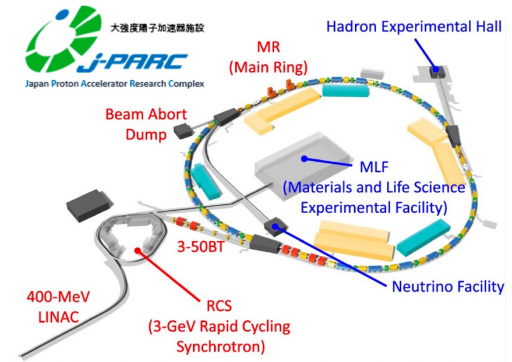 大強度陽子加速器施設
J-PARC
Japan Proton Accelerator Research Complex
Hadron Experimental Hall
MR
(Main Ring)
Beam Abort
Dump
MLF
(Materials and Life Science
Experimental Facility)
3-50BT
Neutrino Facility
400-MeV
LINAC
RCS
(3-GeV Rapid Cycling
Synchrotron)